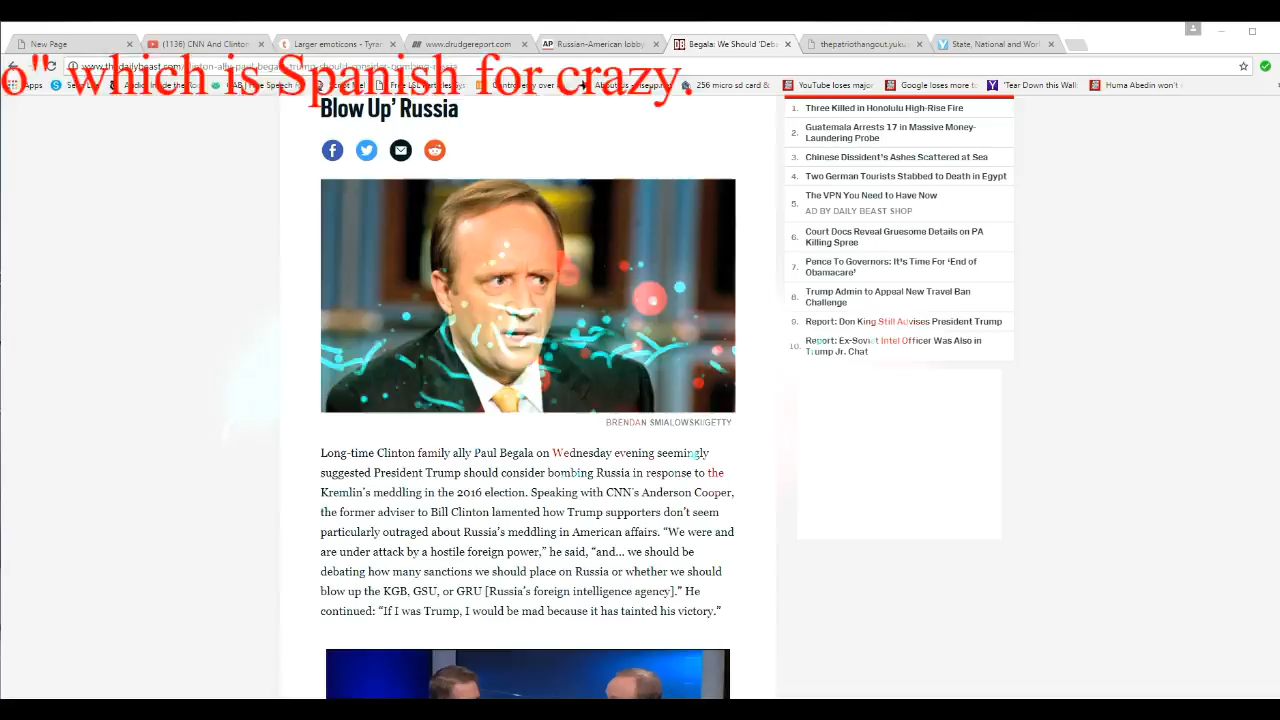 New Page
(1136) CNN And Clinton
Larger emoticons - Tyran
www.drudgereport.com
Russian-American lobby
Begala: We Should 'Deba
thepatriothangout.yuku.
State, National and Worl
o" which is Spanish for crazy.
www.thedailybeast.com
256 micro sd card &
YouTube loses major
Google loses more to
'Tear Down this Wall
Huma Abedin won't
Blow Up' Russia
BRENDAN SMIALOWSKI/GETTY
Long-time Clinton family ally Paul Begala on Wednesday evening seemingly
suggested President Trump should consider bombing Russia in response to the
Kremlin's meddling in the 2016 election. Speaking with CNN's Anderson Cooper,
the former adviser to Bill Clinton lamented how Trump supporters don't seem
particularly outraged about Russia's meddling in American affairs. "We were and
are under attack by a hostile foreign power," he said, "and... we should be
debating how many sanctions we should place on Russia or whether we should
blow up the KGB, GSU, or GRU [Russia's foreign intelligence agency]." He
continued: "If I was Trump, I would be mad because it has tainted his victory."
1. Three Killed in Honolulu High-Rise Fire
2. Guatemala Arrests 17 in Massive Money-
Laundering Probe
3. Chinese Dissident's Ashes Scattered at Sea
4. Two German Tourists Stabbed to Death in Egypt
5. The VPN You Need to Have Now
AD BY DAILY BEAST SHOP
6. Court Docs Reveal Gruesome Details on PA
Killing Spree
7. Pence To Governors: It's Time For 'End of
Obamacare'
8. Trump Admin to Appeal New Travel Ban
Challenge
9. Report: Don King Still Advises President Trump
10. Report: Ex-Soviet Intel Officer Was Also in
Trump Jr. Chat